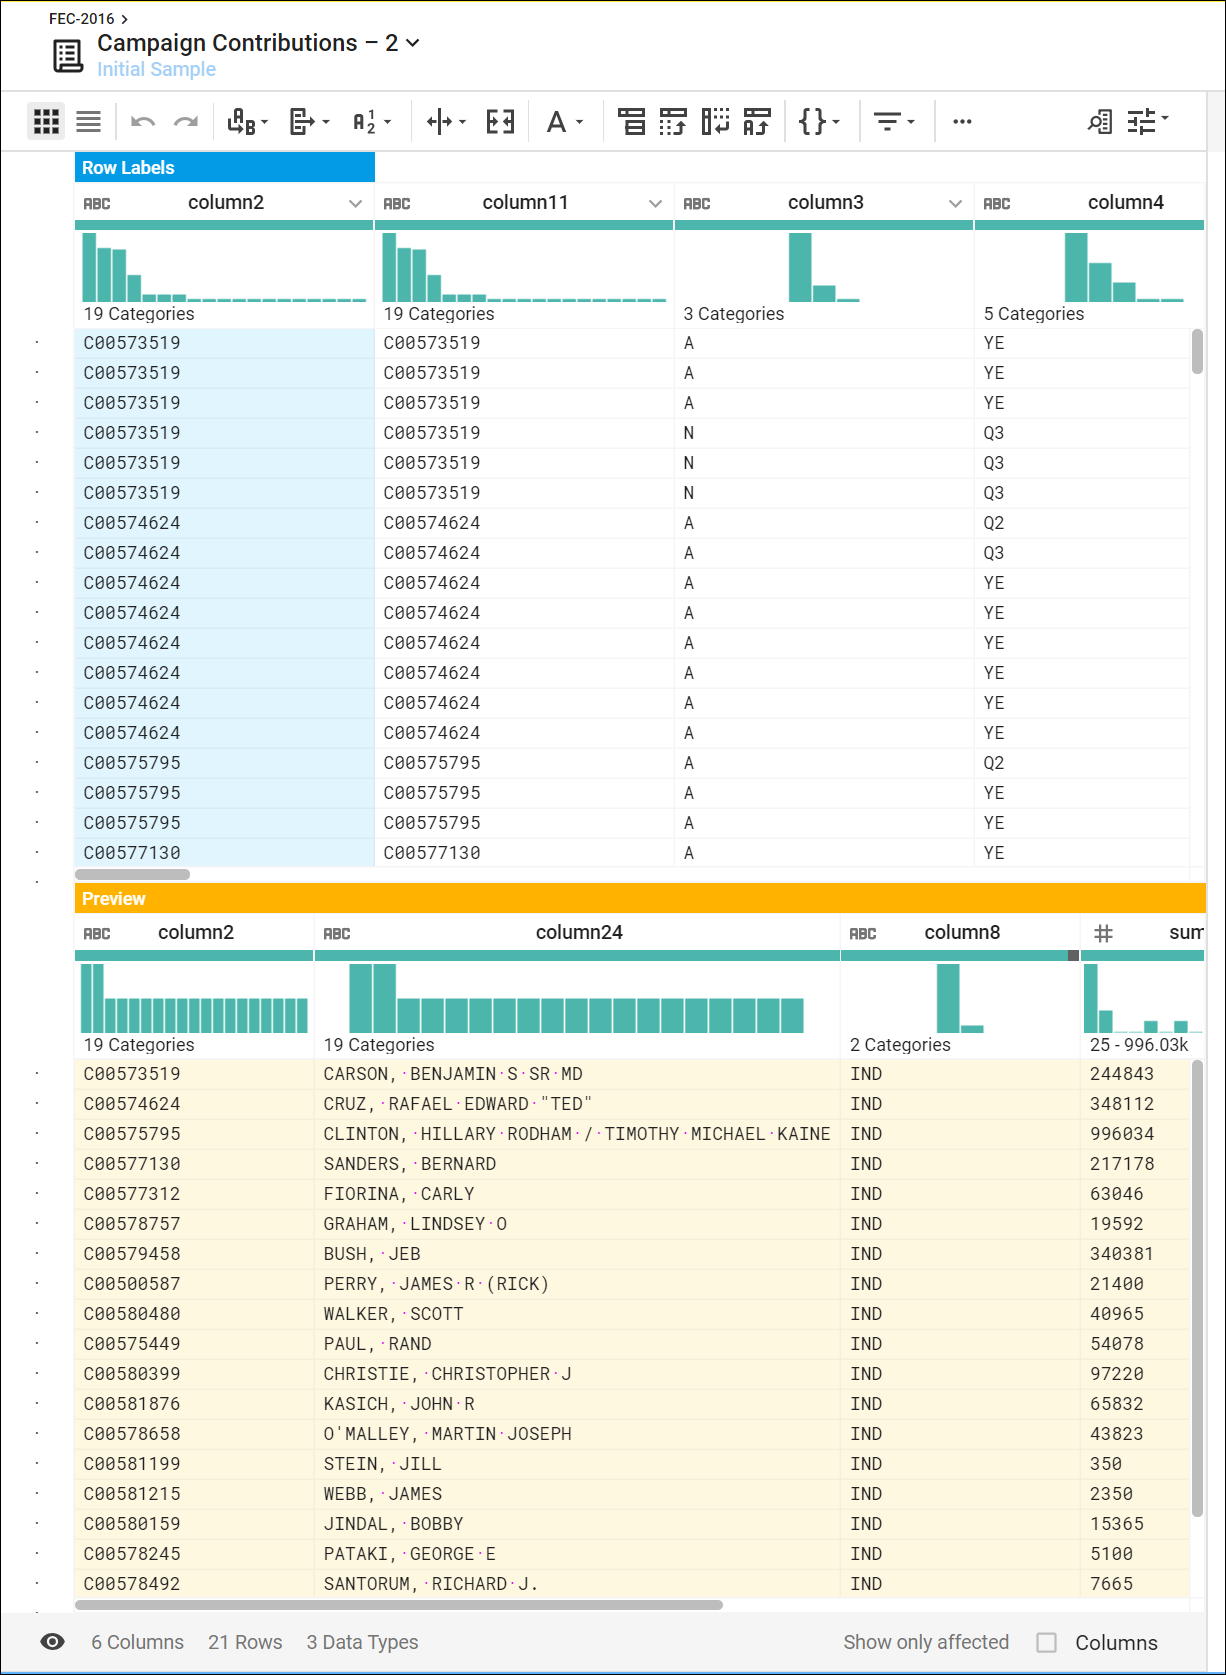 FEC-2016
Campaign Contributions – 2
Initial Sample
Row Labels
ABC column2 ABC column11 ABC column3 ABC column4
19 Categories 19 Categories 3 Categories 5 Categories
C00573519 C00573519 A YE
C00573519 C00573519 A YE
C00573519 C00573519 A YE
C00573519 C00573519 N Q3
C00573519 C00573519 N Q3
C00573519 C00573519 N Q3
C00574624 C00574624 A Q2
C00574624 C00574624 A Q3
C00574624 C00574624 A YE
C00574624 C00574624 A YE
C00574624 C00574624 A YE
C00574624 C00574624 A YE
C00574624 C00574624 A YE
C00574624 C00574624 A YE
C00575795 C00575795 A Q2
C00575795 C00575795 A YE
C00575795 C00575795 A YE
C00577130 C00577130 A YE
Preview
ABC column2 ABC column24 ABC column8 # sum
19 Categories 19 Categories 2 Categories 25 - 996.03k
C00573519 CARSON,·BENJAMIN·S·SR·MD IND 244843
C00574624 CRUZ,·RAFAEL·EDWARD·"TED" IND 348112
C00575795 CLINTON,·HILLARY·RODHAM·/·TIMOTHY·MICHAEL·KAINE IND 996034
C00577130 SANDERS,·BERNARD IND 217178
C00577312 FIORINA,·CARLY IND 63046
C00578757 GRAHAM,·LINDSEY·O IND 19592
C00579458 BUSH,·JEB IND 340381
C00500587 PERRY,·JAMES·R·(RICK) IND 21400
C00580480 WALKER,·SCOTT IND 40965
C00575449 PAUL,·RAND IND 54078
C00580399 CHRISTIE,·CHRISTOPHER·J IND 97220
C00581876 KASICH,·JOHN·R IND 65832
C00578658 O'MALLEY,·MARTIN·JOSEPH IND 43823
C00581199 STEIN,·JILL IND 350
C00581215 WEBB,·JAMES IND 2350
C00580159 JINDAL,·BOBBY IND 15365
C00578245 PATAKI,·GEORGE·E IND 5100
C00578492 SANTORUM,·RICHARD·J. IND 7665
6 Columns 21 Rows 3 Data Types Show only affected Columns